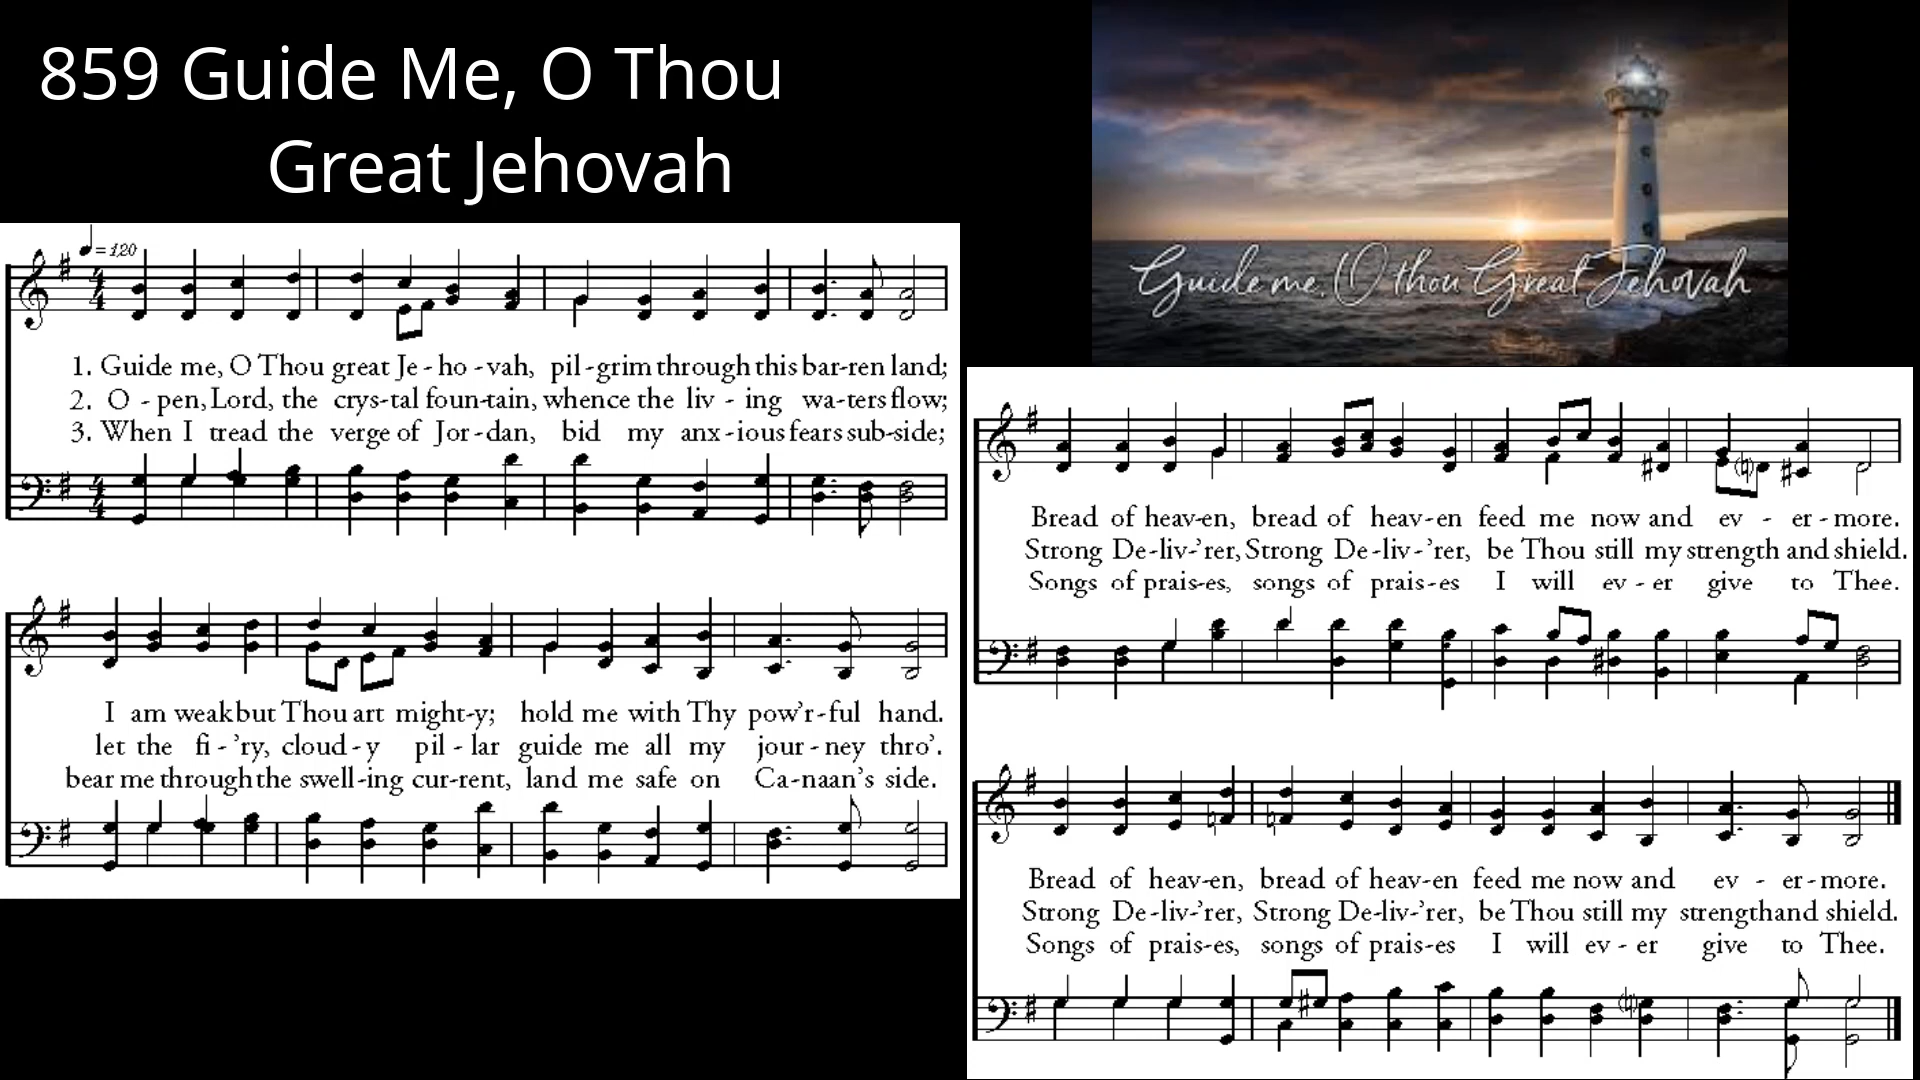 859 Guide Me, O Thou
Great Jehovah
Guide me, O thou Great Jehovah
= 120
1. Guide me, O Thou great Je - ho - vah, pil - grim through this bar-ren land;
2. O - pen, Lord, the crys-tal foun-tain, whence the liv - ing wa-ters flow;
3. When I tread the verge of Jor-dan, bid my anx-ious fears sub-side;
I am weak but Thou art might-y; hold me with Thy pow'r-ful hand.
let the fi-'ry, cloud-y pil-lar guide me all my jour-ney thro'.
bear me through the swell-ing cur-rent, land me safe on Ca-naan's side.
Bread of heav-en, bread of heav-en feed me now and ev - er-more.
Strong De-liv-'rer, Strong De-liv-'rer, be Thou still my strength and shield.
Songs of prais-es, songs of prais-es I will ev-er give to Thee.
Bread of heav-en, bread of heav-en feed me now and ev - er-more.
Strong De-liv-'rer, Strong De-liv-'rer, be Thou still my strength and shield.
Songs of prais-es, songs of prais-es I will ev-er give to Thee.